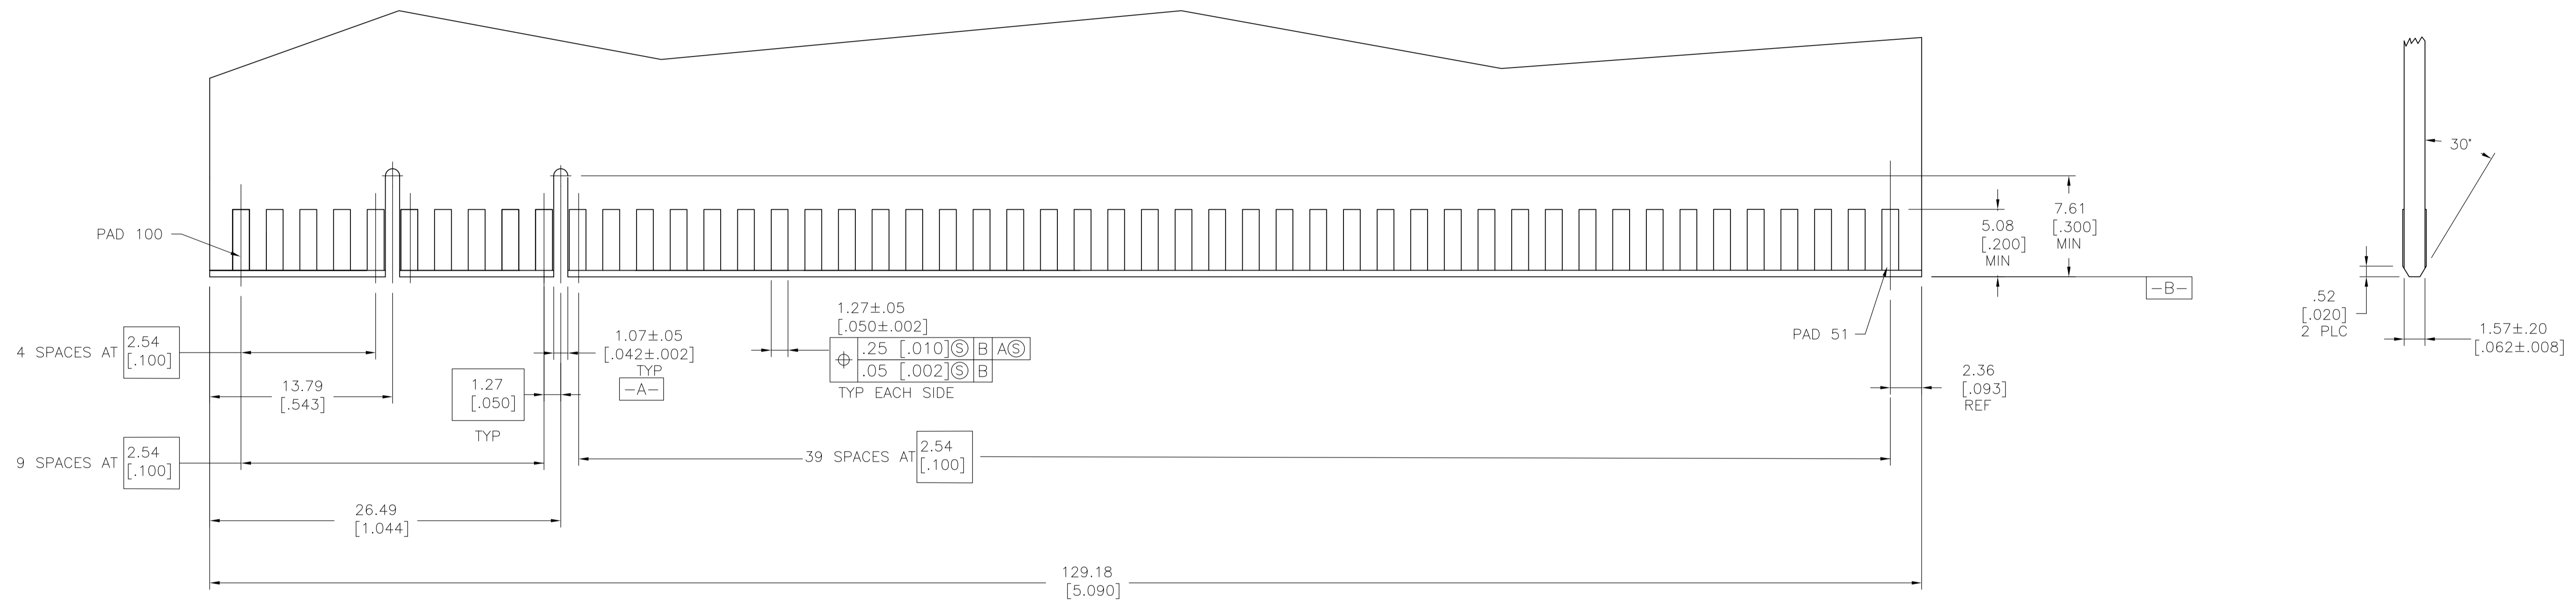 PAD 100
4 SPACES AT
2.54
[.100]
13.79
[.543]
9 SPACES AT
2.54
[.100]
26.49
[1.044]
1.27
[.050]
TYP
1.07±.05
[.042±.002]
TYP
-A-
1.27±.05
[.050±.002]
⌖ .25 [.010]Ⓢ B AⓈ
.05 [.002]Ⓢ B
TYP EACH SIDE
39 SPACES AT
2.54
[.100]
129.18
[5.090]
PAD 51
2.36
[.093]
REF
5.08
[.200]
MIN
7.61
[.300]
MIN
-B-
30°
.52
[.020]
2 PLC
1.57±.20
[.062±.008]